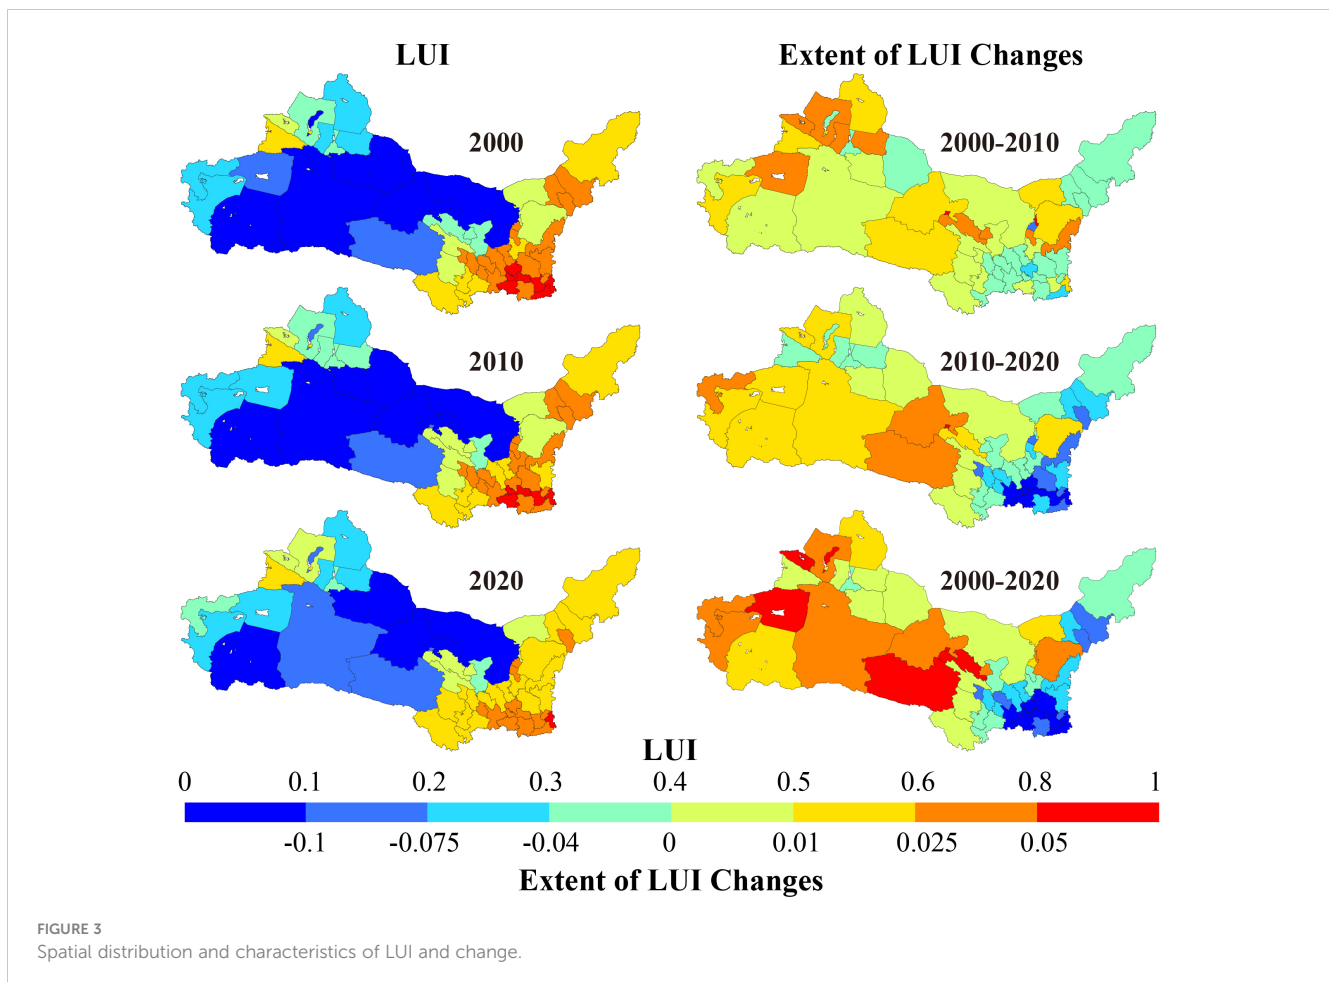 LUI
Extent of LUI Changes
2000
2000-2010
2010
2010-2020
2020
2000-2020
LUI
0 0.1 0.2 0.3 0.4 0.5 0.6 0.8 1
-0.1 -0.075 -0.04 0 0.01 0.025 0.05
Extent of LUI Changes
FIGURE 3
Spatial distribution and characteristics of LUI and change.